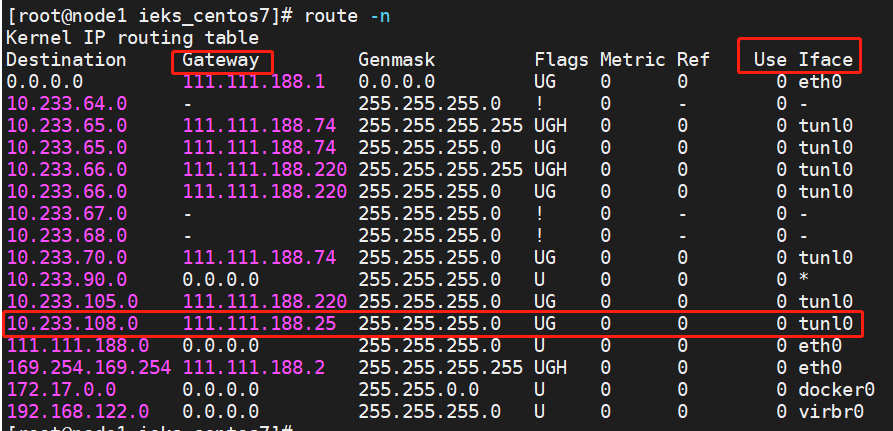 [root@node1 ieks_centos7]# route -n
Kernel IP routing table
Destination Gateway Genmask Flags Metric Ref Use Iface
0.0.0.0 111.111.188.1 0.0.0.0 UG 0 0 0 eth0
10.233.64.0 - 255.255.255.0 ! 0 - 0 -
10.233.65.0 111.111.188.74 255.255.255.255 UGH 0 0 0 tunl0
10.233.65.0 111.111.188.74 255.255.255.0 UG 0 0 0 tunl0
10.233.66.0 111.111.188.220 255.255.255.255 UGH 0 0 0 tunl0
10.233.66.0 111.111.188.220 255.255.255.0 UG 0 0 0 tunl0
10.233.67.0 - 255.255.255.0 ! 0 - 0 -
10.233.68.0 - 255.255.255.0 ! 0 - 0 -
10.233.70.0 111.111.188.74 255.255.255.0 UG 0 0 0 tunl0
10.233.90.0 0.0.0.0 255.255.255.0 U 0 0 0 *
10.233.105.0 111.111.188.220 255.255.255.0 UG 0 0 0 tunl0
10.233.108.0 111.111.188.25 255.255.255.0 UG 0 0 0 tunl0
111.111.188.0 0.0.0.0 255.255.255.0 U 0 0 0 eth0
169.254.169.254 111.111.188.2 255.255.255.255 UGH 0 0 0 eth0
172.17.0.0 0.0.0.0 255.255.0.0 U 0 0 0 docker0
192.168.122.0 0.0.0.0 255.255.255.0 U 0 0 0 virbr0
[root@node1 ieks_centos7]#